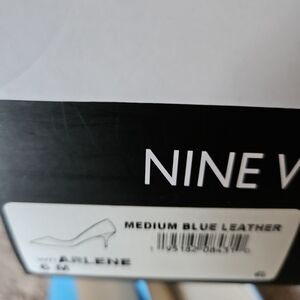 NINE V
MEDIUM BLUE LEATHER
ARLENE
6 M